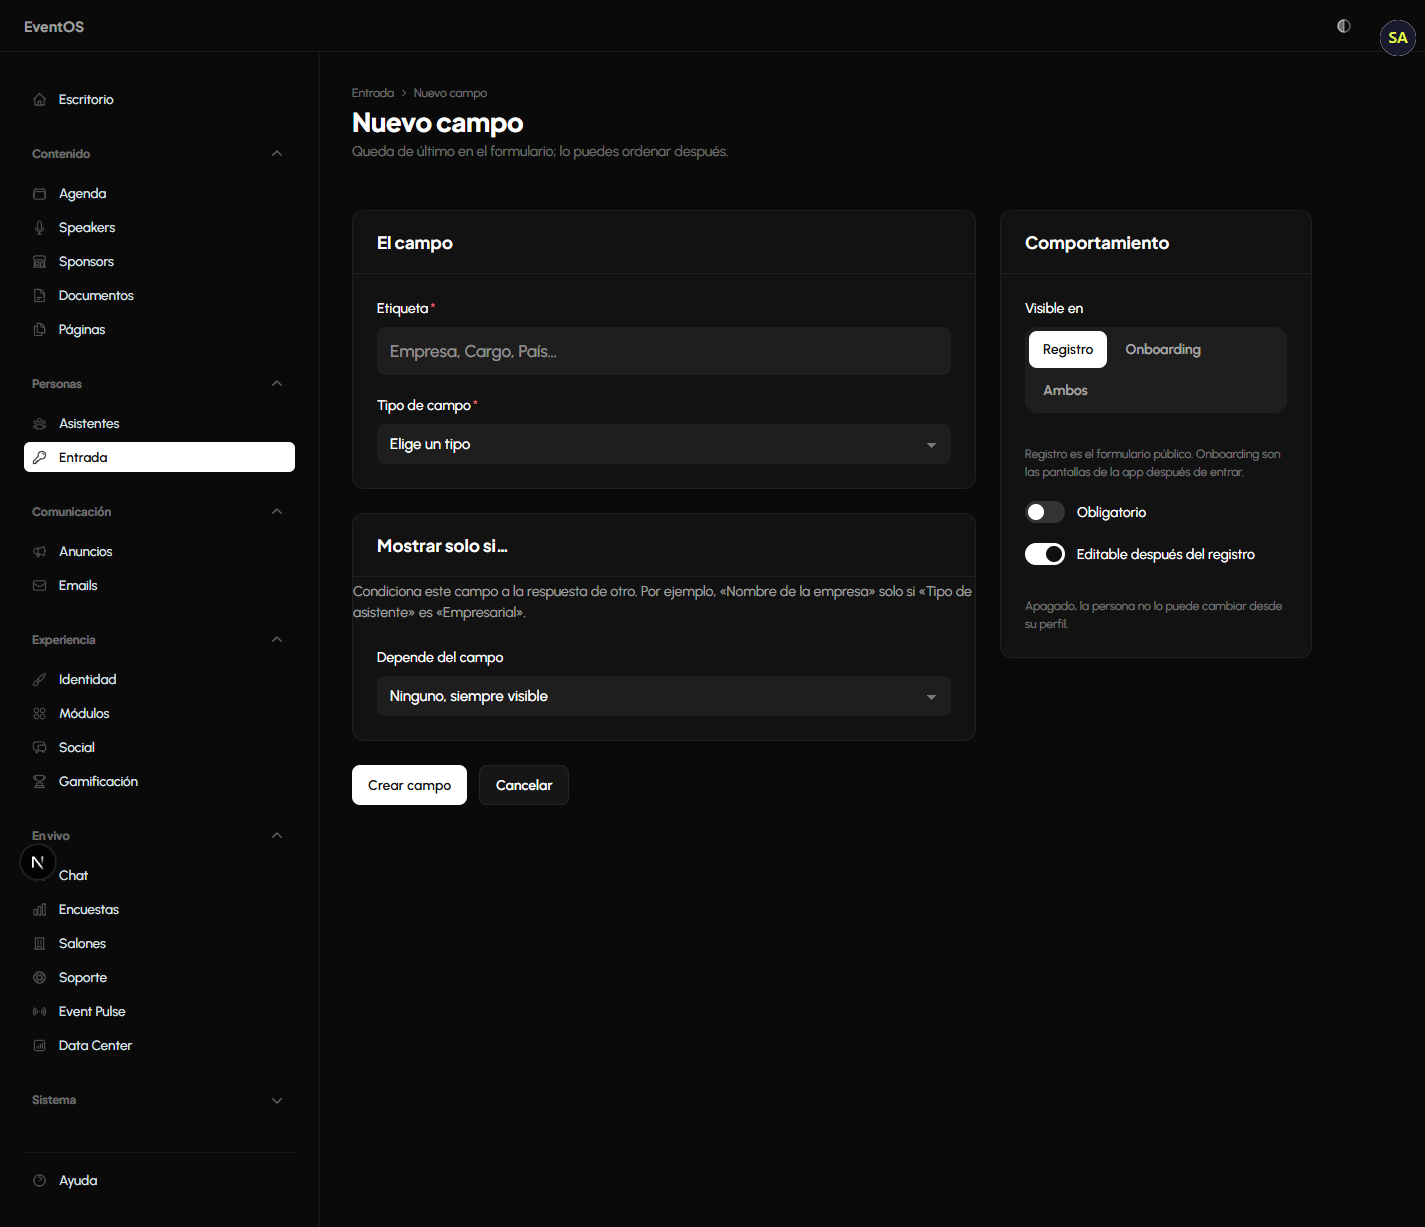 EventOS
SA
Escritorio
Contenido
Agenda
Speakers
Sponsors
Documentos
Páginas
Personas
Asistentes
Entrada
Comunicación
Anuncios
Emails
Experiencia
Identidad
Módulos
Social
Gamificación
En vivo
N
Chat
Encuestas
Salones
Soporte
Event Pulse
Data Center
Sistema
Ayuda
Entrada > Nuevo campo
Nuevo campo
Queda de último en el formulario; lo puedes ordenar después.
El campo
Etiqueta*
Empresa, Cargo, País...
Tipo de campo*
Elige un tipo
Mostrar solo si...
Condiciona este campo a la respuesta de otro. Por ejemplo, «Nombre de la empresa» solo si «Tipo de
asistente» es «Empresarial».
Depende del campo
Ninguno, siempre visible
Crear campo
Cancelar
Comportamiento
Visible en
Registro
Onboarding
Ambos
Registro es el formulario público. Onboarding son
las pantallas de la app después de entrar.
Obligatorio
Editable después del registro
Apagado, la persona no lo puede cambiar desde
su perfil.